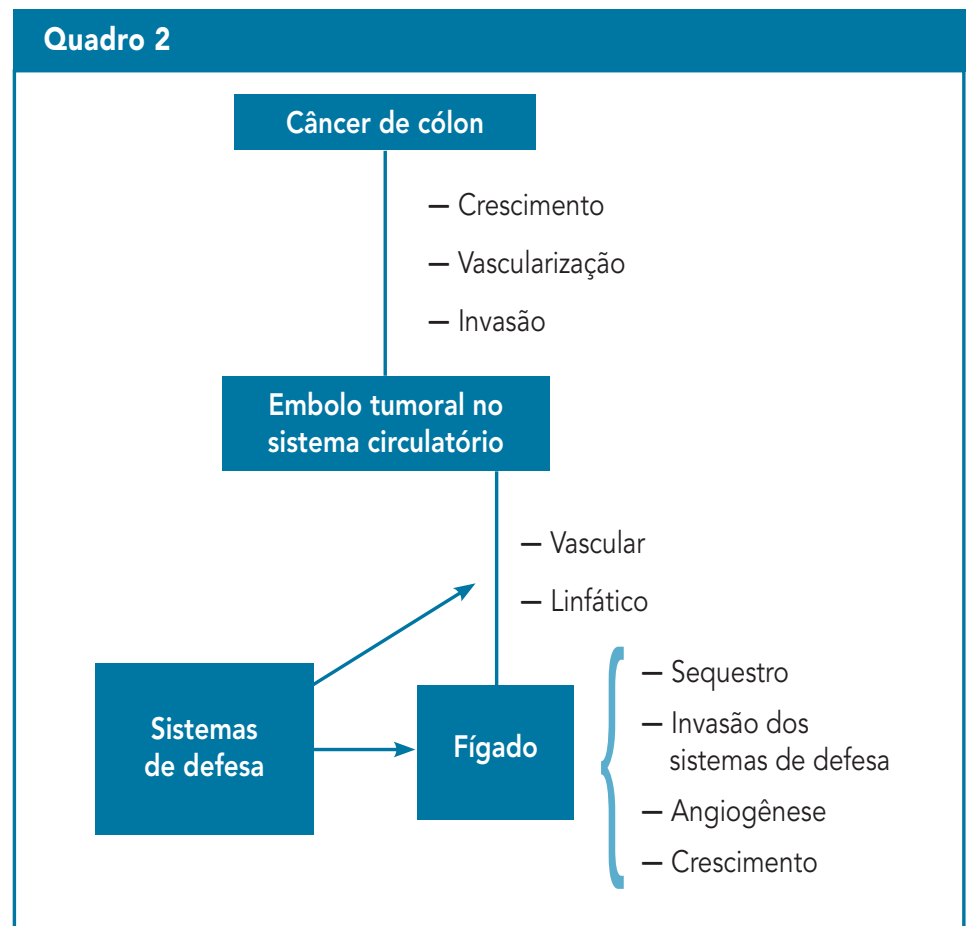 Quadro 2
Câncer de cólon
— Crescimento
— Vascularização
— Invasão
Embolo tumoral no
sistema circulatório
— Vascular
— Linfático
Sistemas
de defesa
Fígado
— Sequestro
— Invasão dos
sistemas de defesa
— Angiogênese
— Crescimento